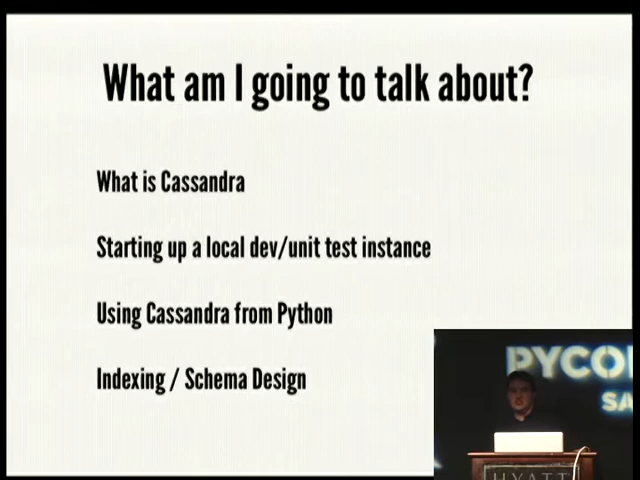 What am I going to talk about?
What is Cassandra
Starting up a local dev/unit test instance
Using Cassandra from Python
Indexing / Schema Design
PYCO
SA
HYATT